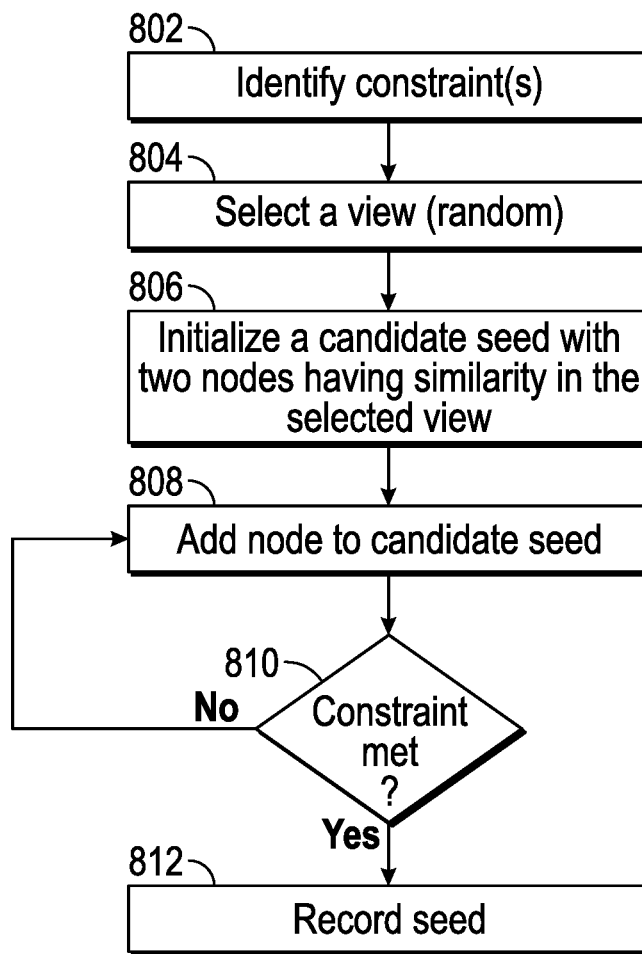 802
Identify constraint(s)
804
Select a view (random)
806
Initialize a candidate seed with
two nodes having similarity in the
selected view
808
Add node to candidate seed
810
No
Constraint
met
?
Yes
812
Record seed